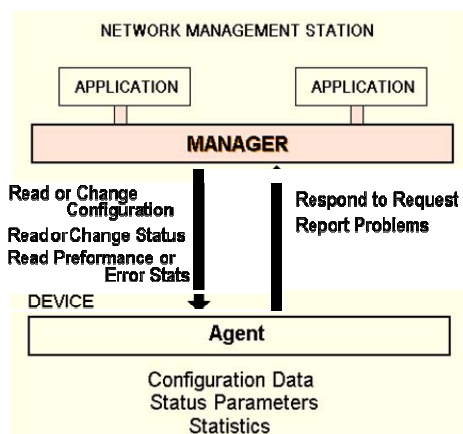 NETWORK MANAGEMENT STATION
APPLICATION
APPLICATION
MANAGER
Read or Change
Configuration
Read or Change Status
Read Preformance or
Error Stats
Respond to Request
Report Problems
DEVICE
Agent
Configuration Data
Status Parameters
Statistics